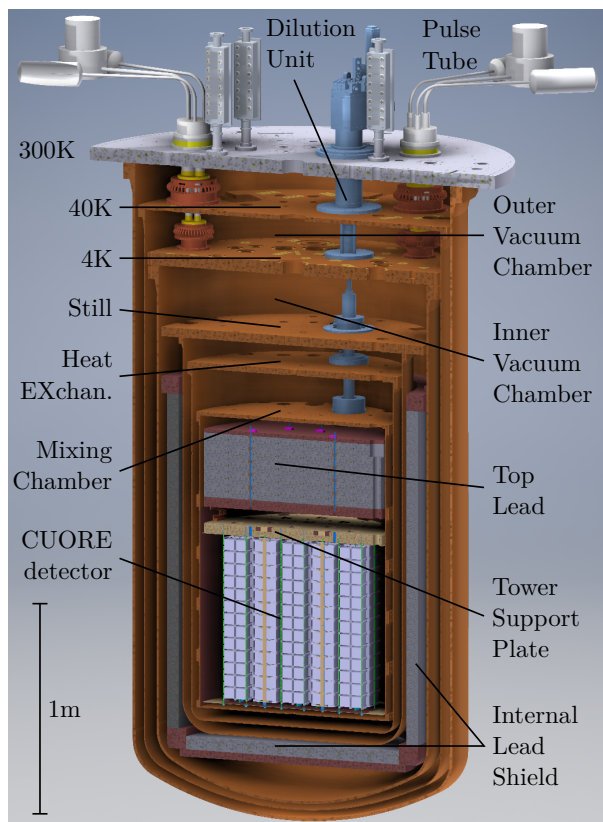 Dilution
Unit
Pulse
Tube
300K
40K
4K
Still
Heat
EXchan.
Mixing
Chamber
CUORE
detector
1m
Outer
Vacuum
Chamber
Inner
Vacuum
Chamber
Top
Lead
Tower
Support
Plate
Internal
Lead
Shield